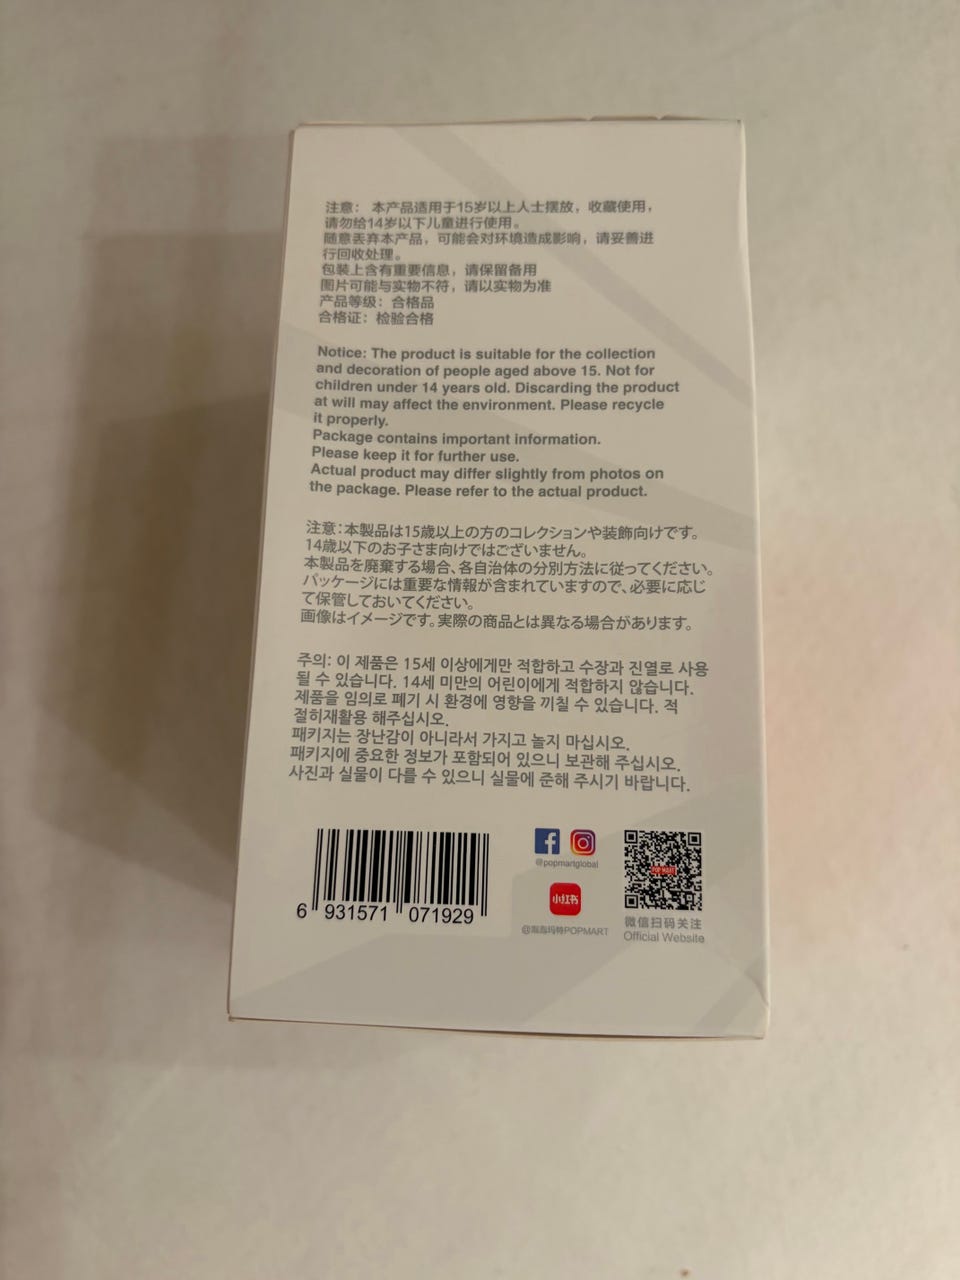 注意： 本产品适用于15岁以上人士摆放，收藏使用，
请勿给14岁以下儿童进行使用。
随意丢弃本产品，可能会对环境造成影响，请妥善进
行回收处理。
包装上含有重要信息，请保留备用
图片可能与实物不符，请以实物为准
产品等级：合格品
合格证：检验合格
Notice: The product is suitable for the collection
and decoration of people aged above 15. Not for
children under 14 years old. Discarding the product
at will may affect the environment. Please recycle
it properly.
Package contains important information.
Please keep it for further use.
Actual product may differ slightly from photos on
the package. Please refer to the actual product.
注意：本製品は15歳以上の方のコレクションや装飾向けです。
14歳以下のお子さま向けではございません。
本製品を廃棄する場合、各自治体の分別方法に従ってください。
パッケージには重要な情報が含まれていますので、必要に応じ
て保管しておいてください。
画像はイメージです。実際の商品とは異なる場合があります。
주의: 이 제품은 15세 이상에게만 적합하고 수장과 진열로 사용
될 수 있습니다. 14세 미만의 어린이에게 적합하지 않습니다.
제품을 임의로 폐기 시 환경에 영향을 끼칠 수 있습니다. 적
절히재활용 해주십시오.
패키지는 장난감이 아니라서 가지고 놀지 마십시오.
패키지에 중요한 정보가 포함되어 있으니 보관해 주십시오.
사진과 실물이 다를 수 있으니 실물에 준해 주시기 바랍니다.
6 931571 071929
@popmartglobal
小红书
@泡泡玛特POPMART
POP MART
微信扫码关注
Official Website